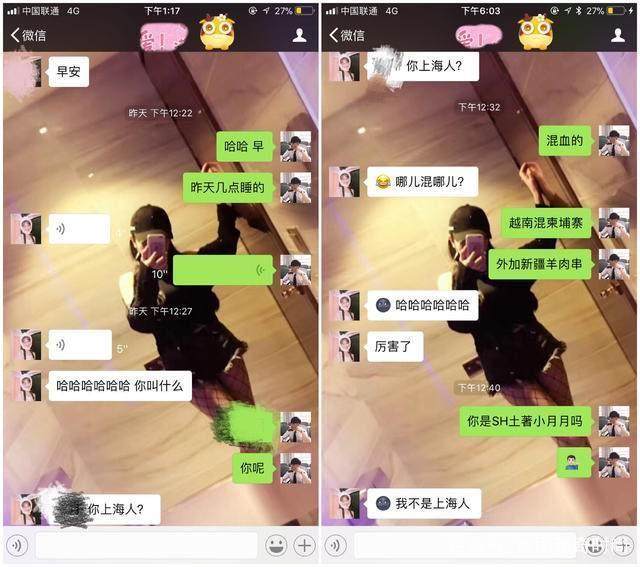 中国联通 4G
下午1:17
27%
微信
早安
昨天 下午12:22
哈哈 早
昨天几点睡的
4"
10"
昨天 下午12:27
5"
哈哈哈哈哈哈 你叫什么
你呢
你上海人?
中国联通 4G
下午6:03
27%
微信
你上海人?
下午12:32
混血的
😂 哪儿混哪儿?
越南混柬埔寨
外加新疆羊肉串
🌚 哈哈哈哈哈哈
厉害了
下午12:40
你是SH土著小月月吗
🤷🏻‍♂️
🌚 我不是上海人